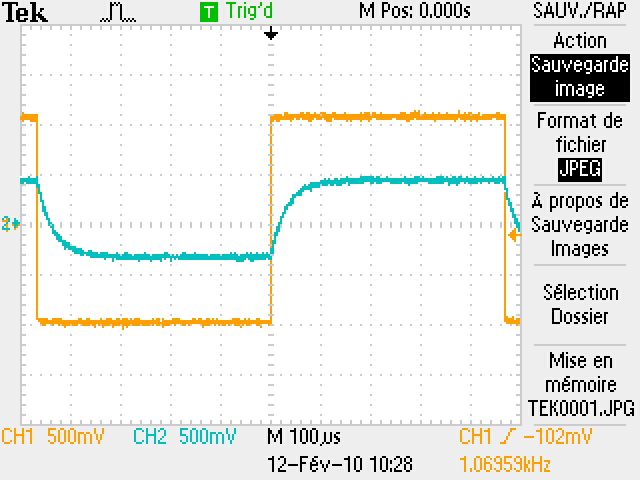 Tek
T Trig'd
M Pos: 0.000s
SAUV./RAP
Action
Sauvegarde
image
Format de
fichier
JPEG
À propos de
Sauvegarde
Images
Sélection
Dossier
Mise en
mémoire
TEK0001.JPG
2
CH1 500mV
CH2 500mV
M 100µs
CH1 -102mV
12-Fév-10 10:28
1.06959kHz